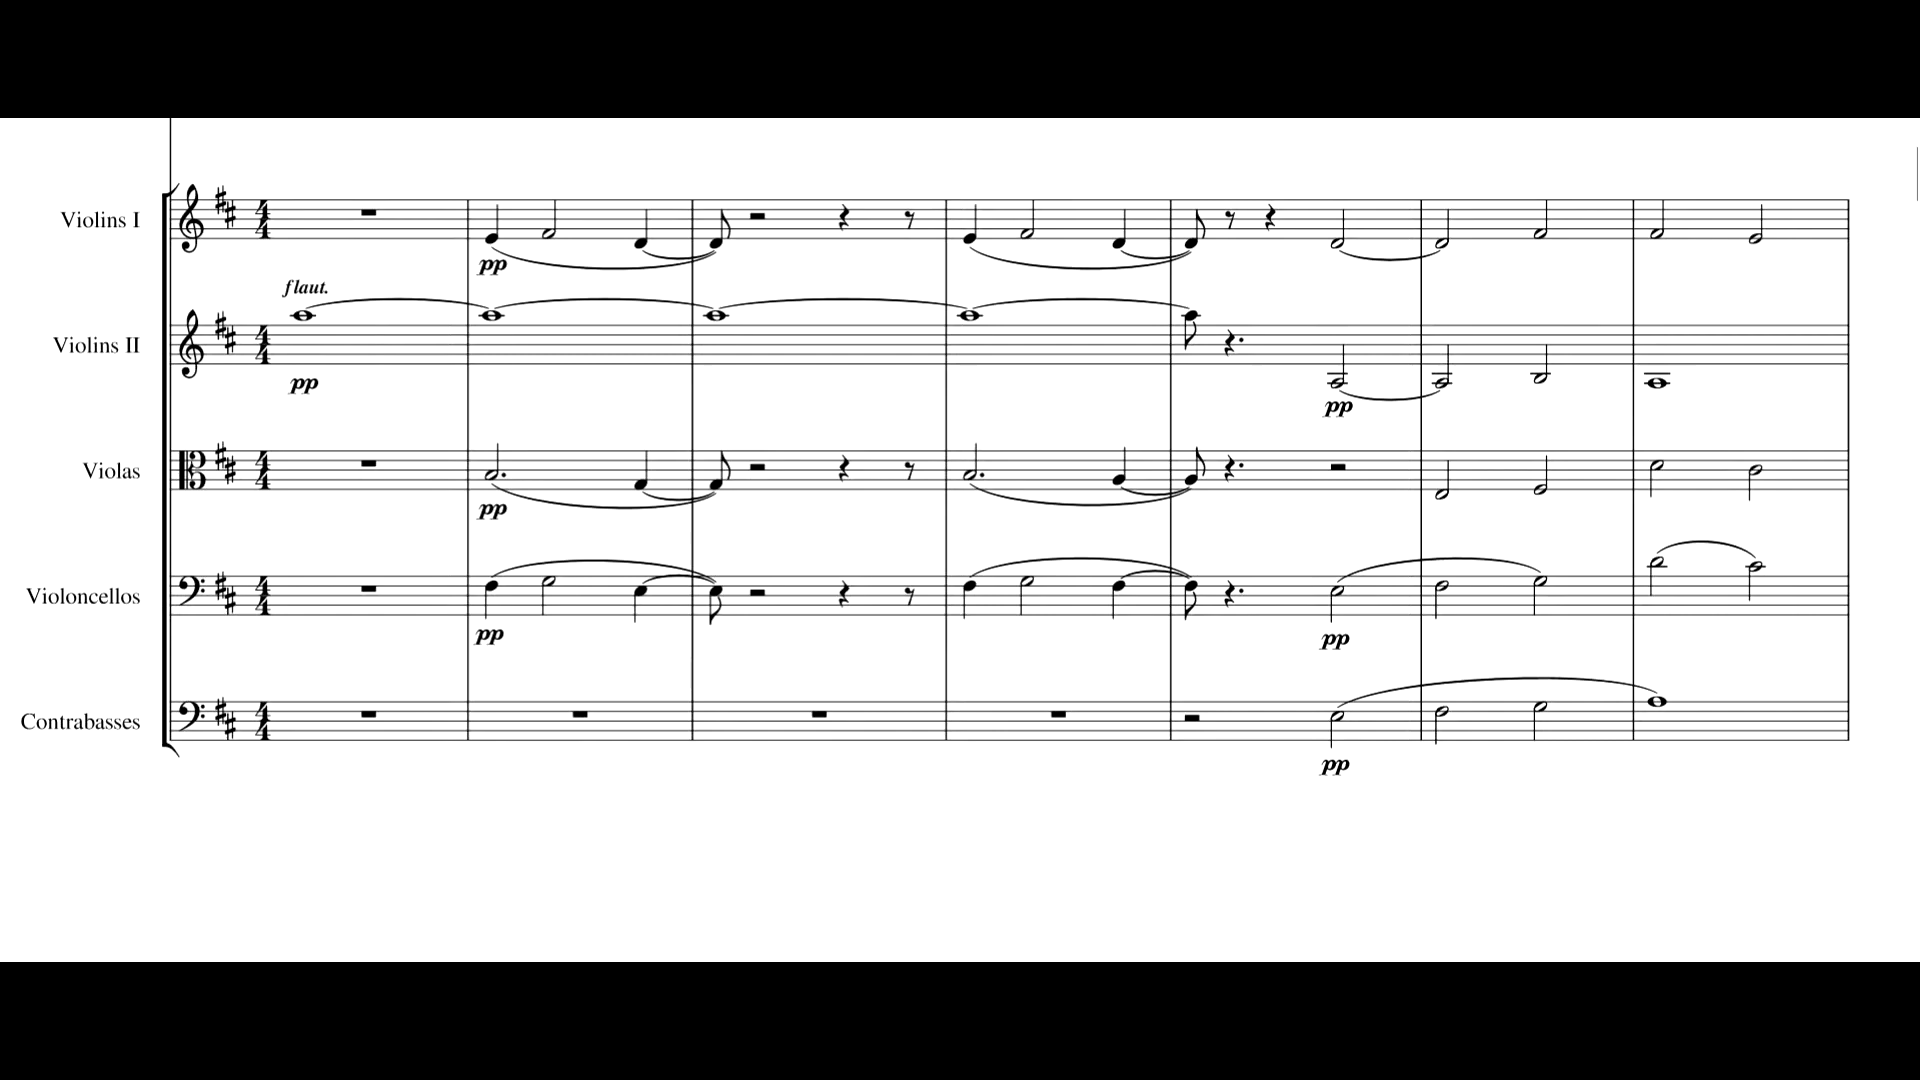 Violins I
pp
flaut.
Violins II
pp
pp
Violas
pp
Violoncellos
pp
pp
Contrabasses
pp